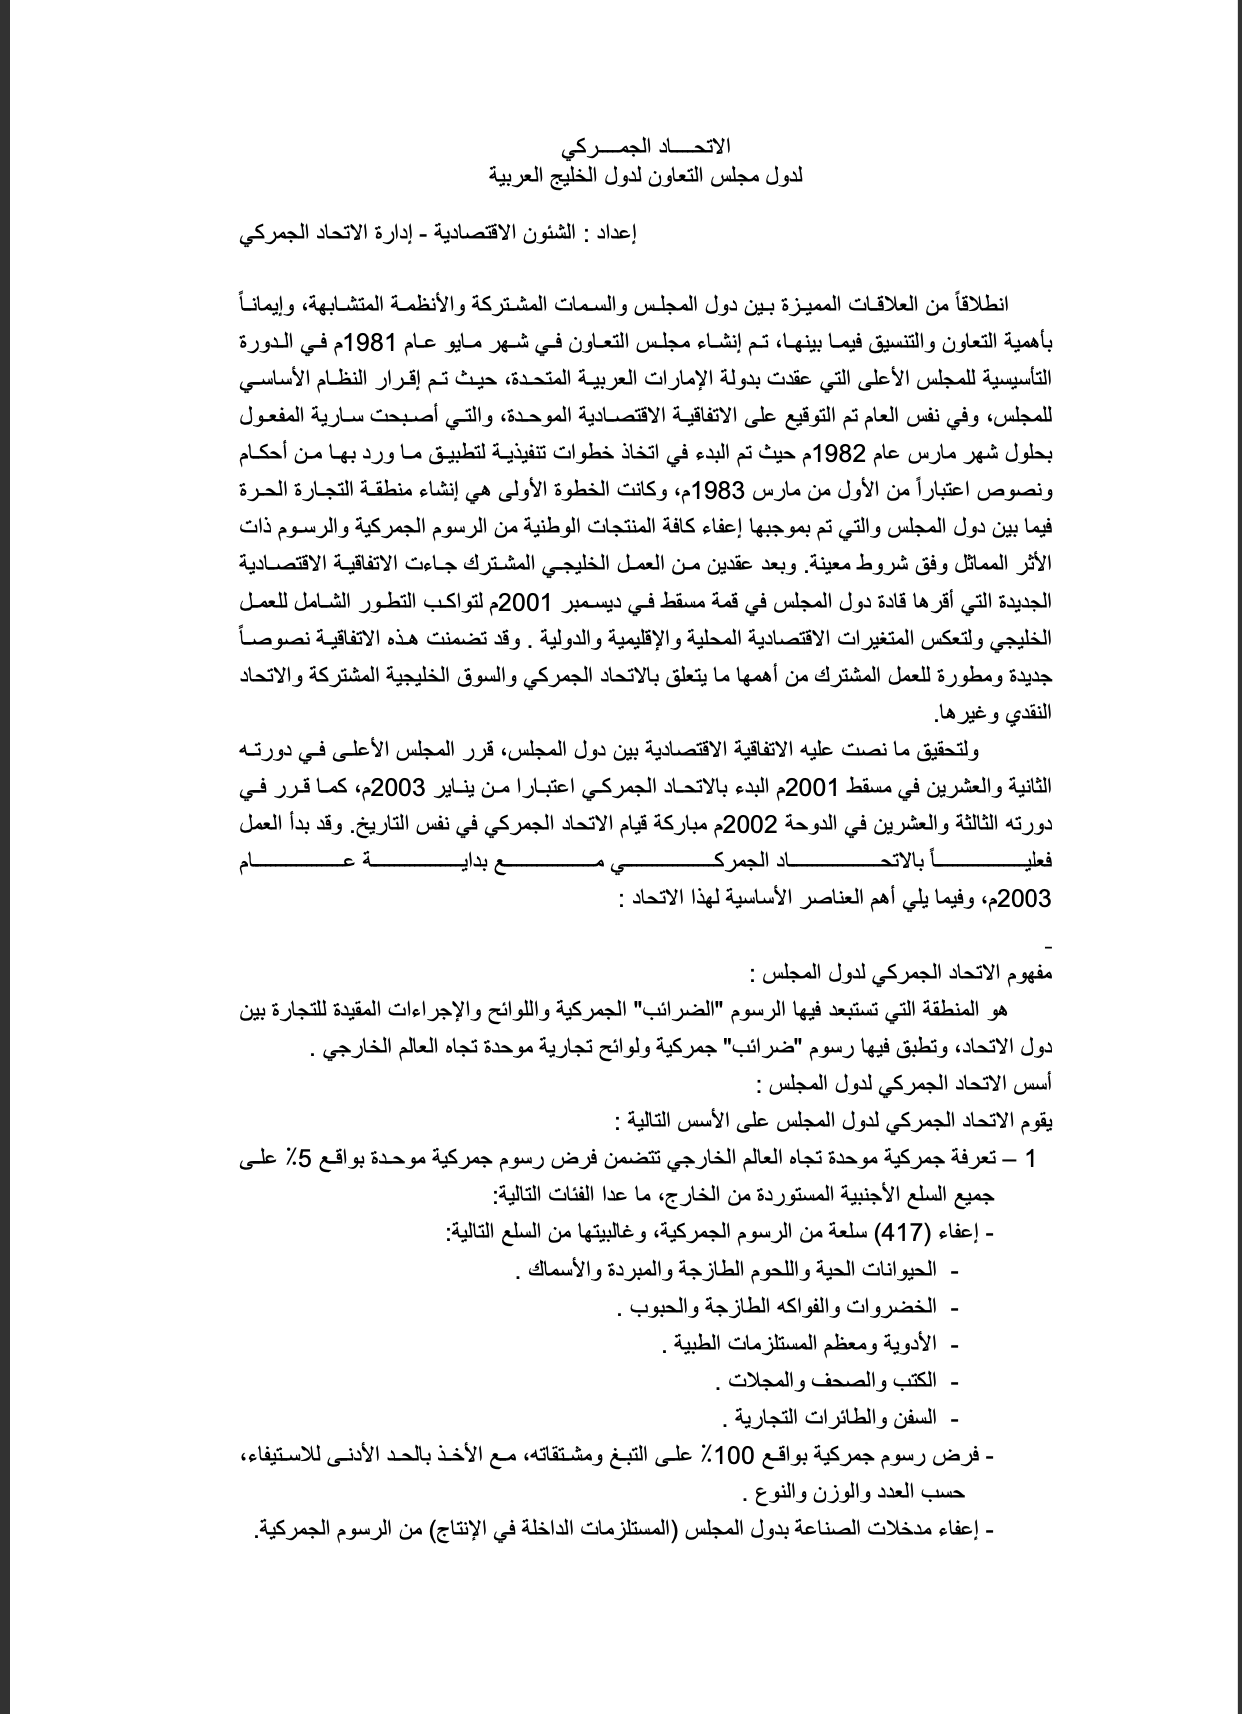 الاتحــــاد الجمــــركي
لدول مجلس التعاون لدول الخليج العربية
إعداد : الشئون الاقتصادية - إدارة الاتحاد الجمركي
انطلاقاً من العلاقات المميزة بين دول المجلس والسمات المشتركة والأنظمة المتشابهة، وإيماناً
بأهمية التعاون والتنسيق فيما بينها، تم إنشاء مجلس التعاون في شهر مايو عام 1981م في الدورة
التأسيسية للمجلس الأعلى التي عقدت بدولة الإمارات العربية المتحدة، حيث تم إقرار النظام الأساسي
للمجلس، وفي نفس العام تم التوقيع على الاتفاقية الاقتصادية الموحدة، والتي أصبحت سارية المفعول
بحلول شهر مارس عام 1982م حيث تم البدء في اتخاذ خطوات تنفيذية لتطبيق ما ورد بها من أحكام
ونصوص اعتباراً من الأول من مارس 1983م، وكانت الخطوة الأولى هي إنشاء منطقة التجارة الحرة
فيما بين دول المجلس والتي تم بموجبها إعفاء كافة المنتجات الوطنية من الرسوم الجمركية والرسوم ذات
الأثر المماثل وفق شروط معينة. وبعد عقدين من العمل الخليجي المشترك جاءت الاتفاقية الاقتصادية
الجديدة التي أقرها قادة دول المجلس في قمة مسقط في ديسمبر 2001م لتواكب التطور الشامل للعمل
الخليجي ولتعكس المتغيرات الاقتصادية المحلية والإقليمية والدولية . وقد تضمنت هذه الاتفاقية نصوصاً
جديدة ومطورة للعمل المشترك من أهمها ما يتعلق بالاتحاد الجمركي والسوق الخليجية المشتركة والاتحاد
النقدي وغيرها.
ولتحقيق ما نصت عليه الاتفاقية الاقتصادية بين دول المجلس، قرر المجلس الأعلى في دورته
الثانية والعشرين في مسقط 2001م البدء بالاتحاد الجمركي اعتبارا من يناير 2003م، كما قرر في
دورته الثالثة والعشرين في الدوحة 2002م مباركة قيام الاتحاد الجمركي في نفس التاريخ. وقد بدأ العمل
فعليــــــــاً بالاتحــــــــاد الجمركــــــــي مــــــــع بدايــــــــة عــــــــام
2003م، وفيما يلي أهم العناصر الأساسية لهذا الاتحاد :
-
مفهوم الاتحاد الجمركي لدول المجلس :
هو المنطقة التي تستبعد فيها الرسوم "الضرائب" الجمركية واللوائح والإجراءات المقيدة للتجارة بين
دول الاتحاد، وتطبق فيها رسوم "ضرائب" جمركية ولوائح تجارية موحدة تجاه العالم الخارجي .
أسس الاتحاد الجمركي لدول المجلس :
يقوم الاتحاد الجمركي لدول المجلس على الأسس التالية :
1 – تعرفة جمركية موحدة تجاه العالم الخارجي تتضمن فرض رسوم جمركية موحدة بواقع 5٪ على
جميع السلع الأجنبية المستوردة من الخارج، ما عدا الفئات التالية:
- إعفاء (417) سلعة من الرسوم الجمركية، وغالبيتها من السلع التالية:
- الحيوانات الحية واللحوم الطازجة والمبردة والأسماك .
- الخضروات والفواكه الطازجة والحبوب .
- الأدوية ومعظم المستلزمات الطبية .
- الكتب والصحف والمجلات .
- السفن والطائرات التجارية .
- فرض رسوم جمركية بواقع 100٪ على التبغ ومشتقاته، مع الأخذ بالحد الأدنى للاستيفاء،
حسب العدد والوزن والنوع .
- إعفاء مدخلات الصناعة بدول المجلس (المستلزمات الداخلة في الإنتاج) من الرسوم الجمركية.